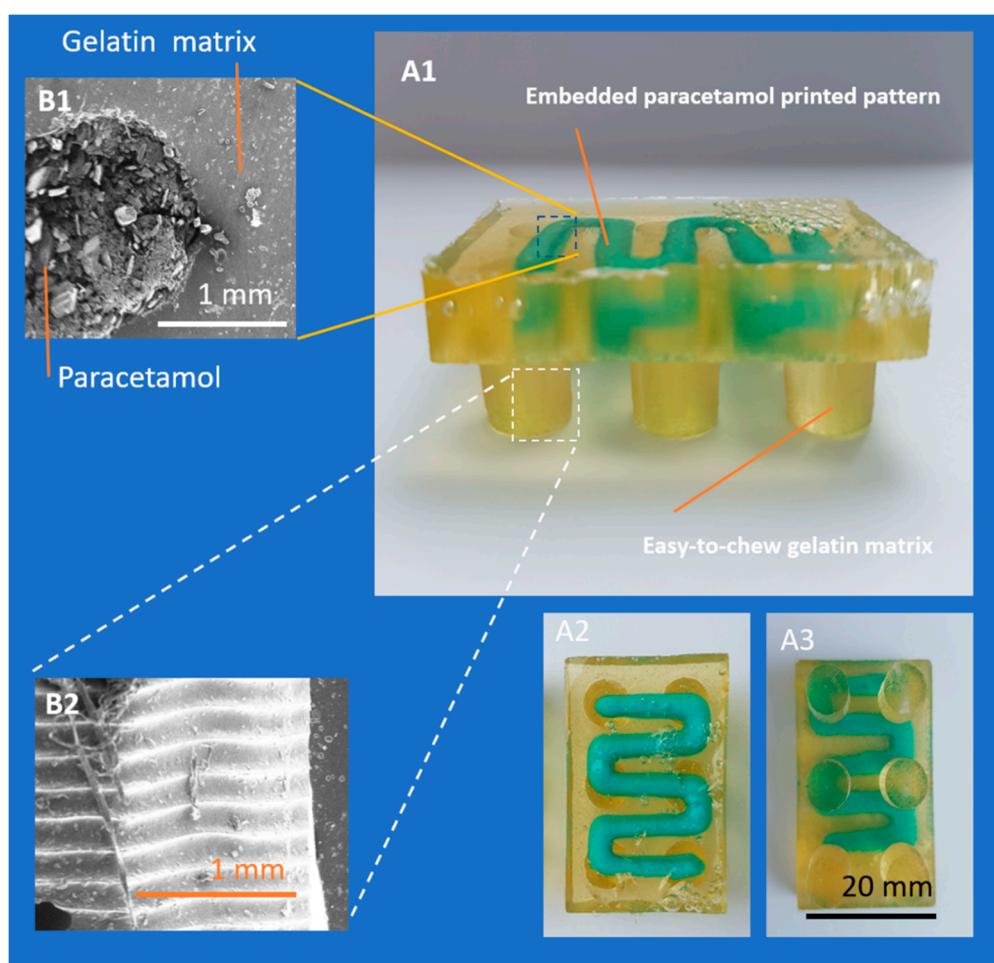 Gelatin matrix
B1
1 mm
Paracetamol
A1
Embedded paracetamol printed pattern
Easy-to-chew gelatin matrix
B2
1 mm
A2
A3
20 mm